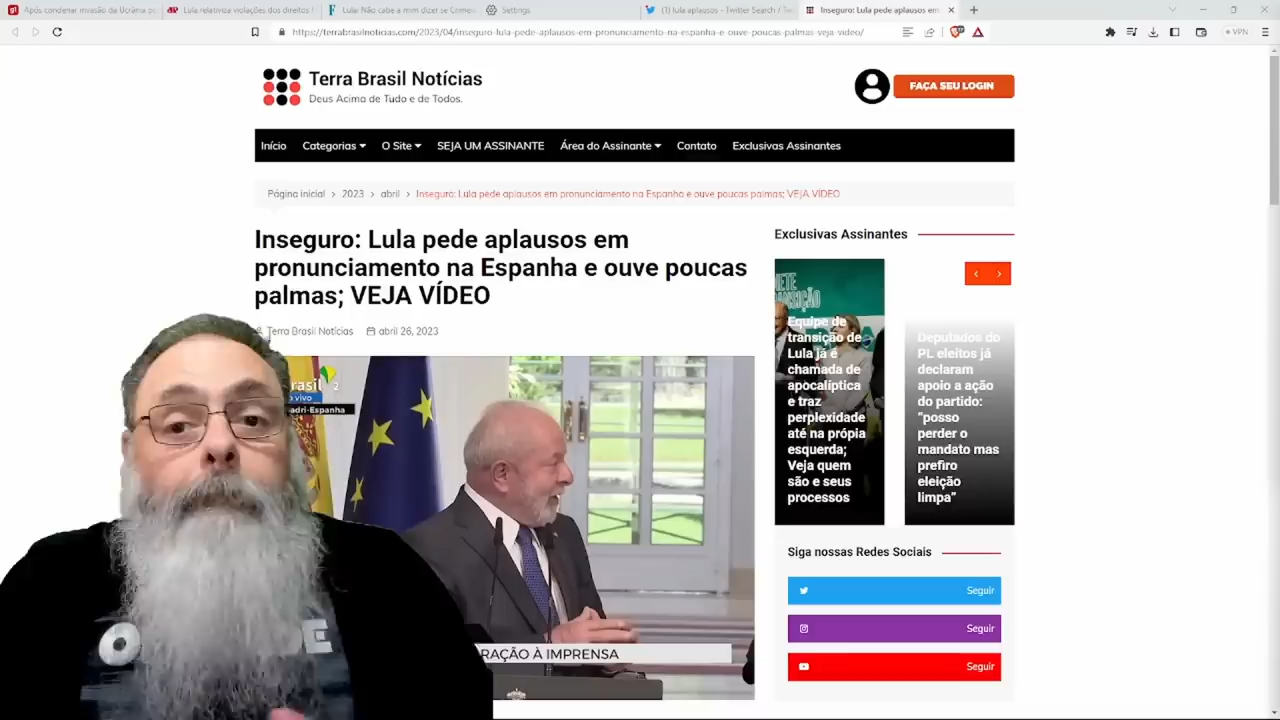 Após condenar invasão da Ucrânia po
Lula relativiza violações dos direitos
Lula: Não cabe a mim dizer se Crimei
Settings
(1) lula aplausos - Twitter Search / Tw
Inseguro: Lula pede aplausos em
https://terrabrasilnoticias.com/2023/04/inseguro-lula-pede-aplausos-em-pronunciamento-na-espanha-e-ouve-poucas-palmas-veja-video/
VPN
Terra Brasil Notícias
Deus Acima de Tudo e de Todos.
FAÇA SEU LOGIN
Início Categorias O Site SEJA UM ASSINANTE Área do Assinante Contato Exclusivas Assinantes
Página inicial > 2023 > abril > Inseguro: Lula pede aplausos em pronunciamento na Espanha e ouve poucas palmas; VEJA VÍDEO
Inseguro: Lula pede aplausos em
pronunciamento na Espanha e ouve poucas
palmas; VEJA VÍDEO
Terra Brasil Notícias abril 26, 2023
rasil 2
o vivo
adri-Espanha
RAÇÃO À IMPRENSA
Exclusivas Assinantes
Equipe de
transição de
Lula já é
chamada de
apocalíptica
e traz
perplexidade
até na própia
esquerda;
Veja quem
são e seus
processos
Deputados do
PL eleitos já
declaram
apoio a ação
do partido:
"posso
perder o
mandato mas
prefiro
eleição
limpa"
Siga nossas Redes Sociais
Seguir
Seguir
Seguir